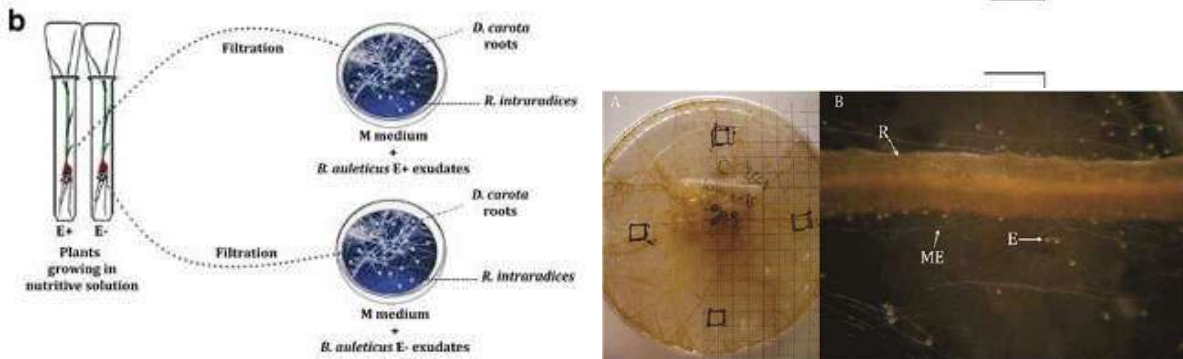 b
Filtration
D. carota
roots
R. intraradices
M medium
+
B. auleticus E+ exudates
E+ E-
Plants
growing in
nutritive solution
Filtration
D. carota
roots
R. intraradices
M medium
+
B. auleticus E- exudates
A
B
R
ME
E